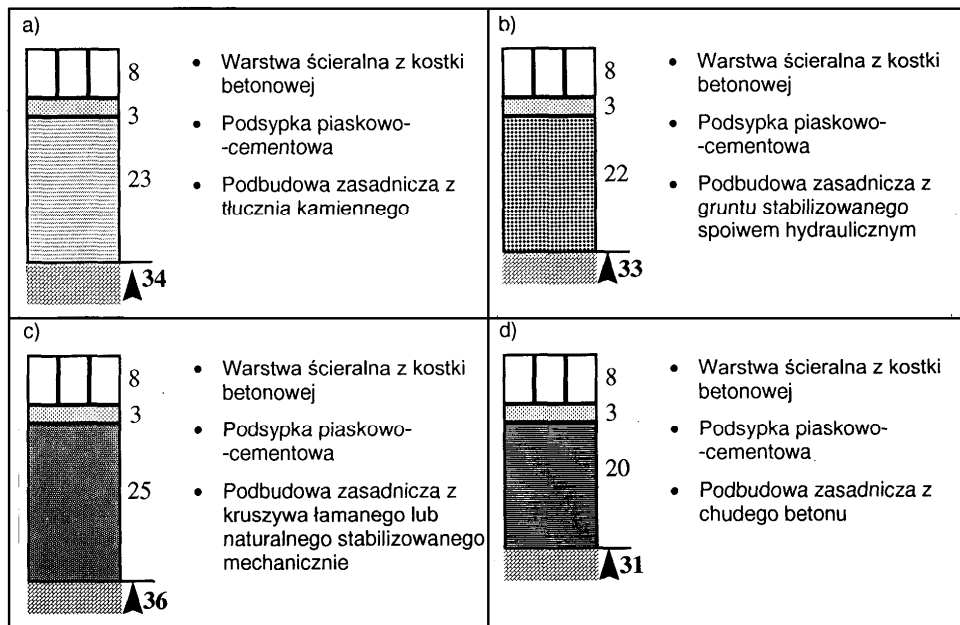 a)
8
3
23
34
• Warstwa ścieralna z kostki
betonowej
• Podsypka piaskowo-
-cementowa
• Podbudowa zasadnicza z
tłucznia kamiennego
b)
8
3
22
33
• Warstwa ścieralna z kostki
betonowej
• Podsypka piaskowo-
-cementowa
• Podbudowa zasadnicza z
gruntu stabilizowanego
spoiwem hydraulicznym
c)
8
3
25
36
• Warstwa ścieralna z kostki
betonowej
• Podsypka piaskowo-
-cementowa
• Podbudowa zasadnicza z
kruszywa łamanego lub
naturalnego stabilizowanego
mechanicznie
d)
8
3
20
31
• Warstwa ścieralna z kostki
betonowej
• Podsypka piaskowo-
-cementowa
• Podbudowa zasadnicza z
chudego betonu